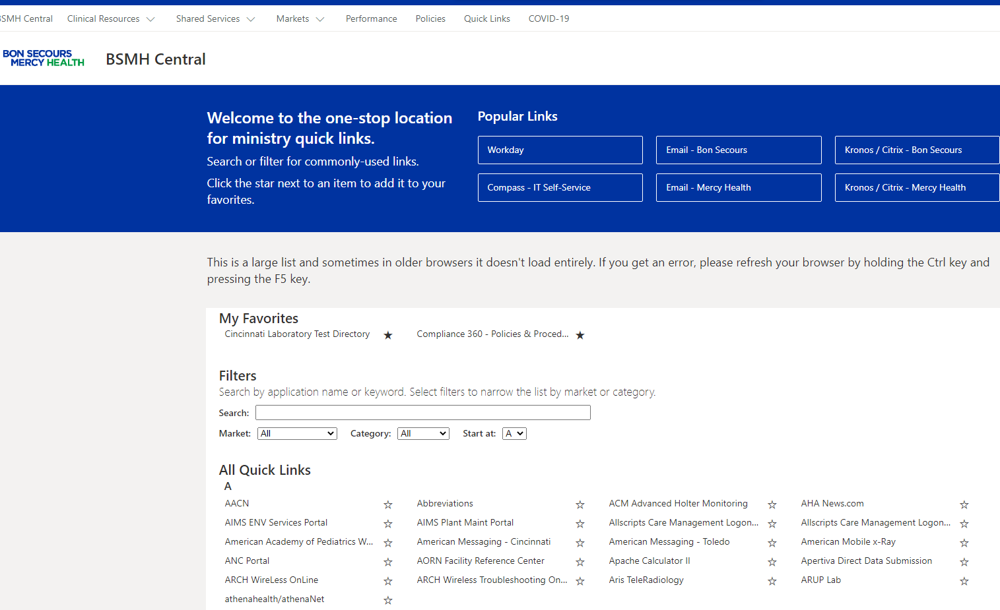 BSMH Central Clinical Resources Shared Services Markets Performance Policies Quick Links COVID-19
BON SECOURS
MERCY HEALTH
BSMH Central
Welcome to the one-stop location
for ministry quick links.
Search or filter for commonly-used links.
Click the star next to an item to add it to your
favorites.
Popular Links
Workday Email - Bon Secours Kronos / Citrix - Bon Secours
Compass - IT Self-Service Email - Mercy Health Kronos / Citrix - Mercy Health
This is a large list and sometimes in older browsers it doesn't load entirely. If you get an error, please refresh your browser by holding the Ctrl key and
pressing the F5 key.
My Favorites
Cincinnati Laboratory Test Directory ★ Compliance 360 - Policies & Proced... ★
Filters
Search by application name or keyword. Select filters to narrow the list by market or category.
Search:
Market: All Category: All Start at: A
All Quick Links
A
AACN ☆ Abbreviations ☆ ACM Advanced Holter Monitoring ☆ AHA News.com ☆
AIMS ENV Services Portal ☆ AIMS Plant Maint Portal ☆ Allscripts Care Management Logon... ☆ Allscripts Care Management Logon... ☆
American Academy of Pediatrics W... ☆ American Messaging - Cincinnati ☆ American Messaging - Toledo ☆ American Mobile x-Ray ☆
ANC Portal ☆ AORN Facility Reference Center ☆ Apache Calculator II ☆ Apertiva Direct Data Submission ☆
ARCH WireLess OnLine ☆ ARCH Wireless Troubleshooting On... ☆ Aris TeleRadiology ☆ ARUP Lab ☆
athenahealth/athenaNet ☆